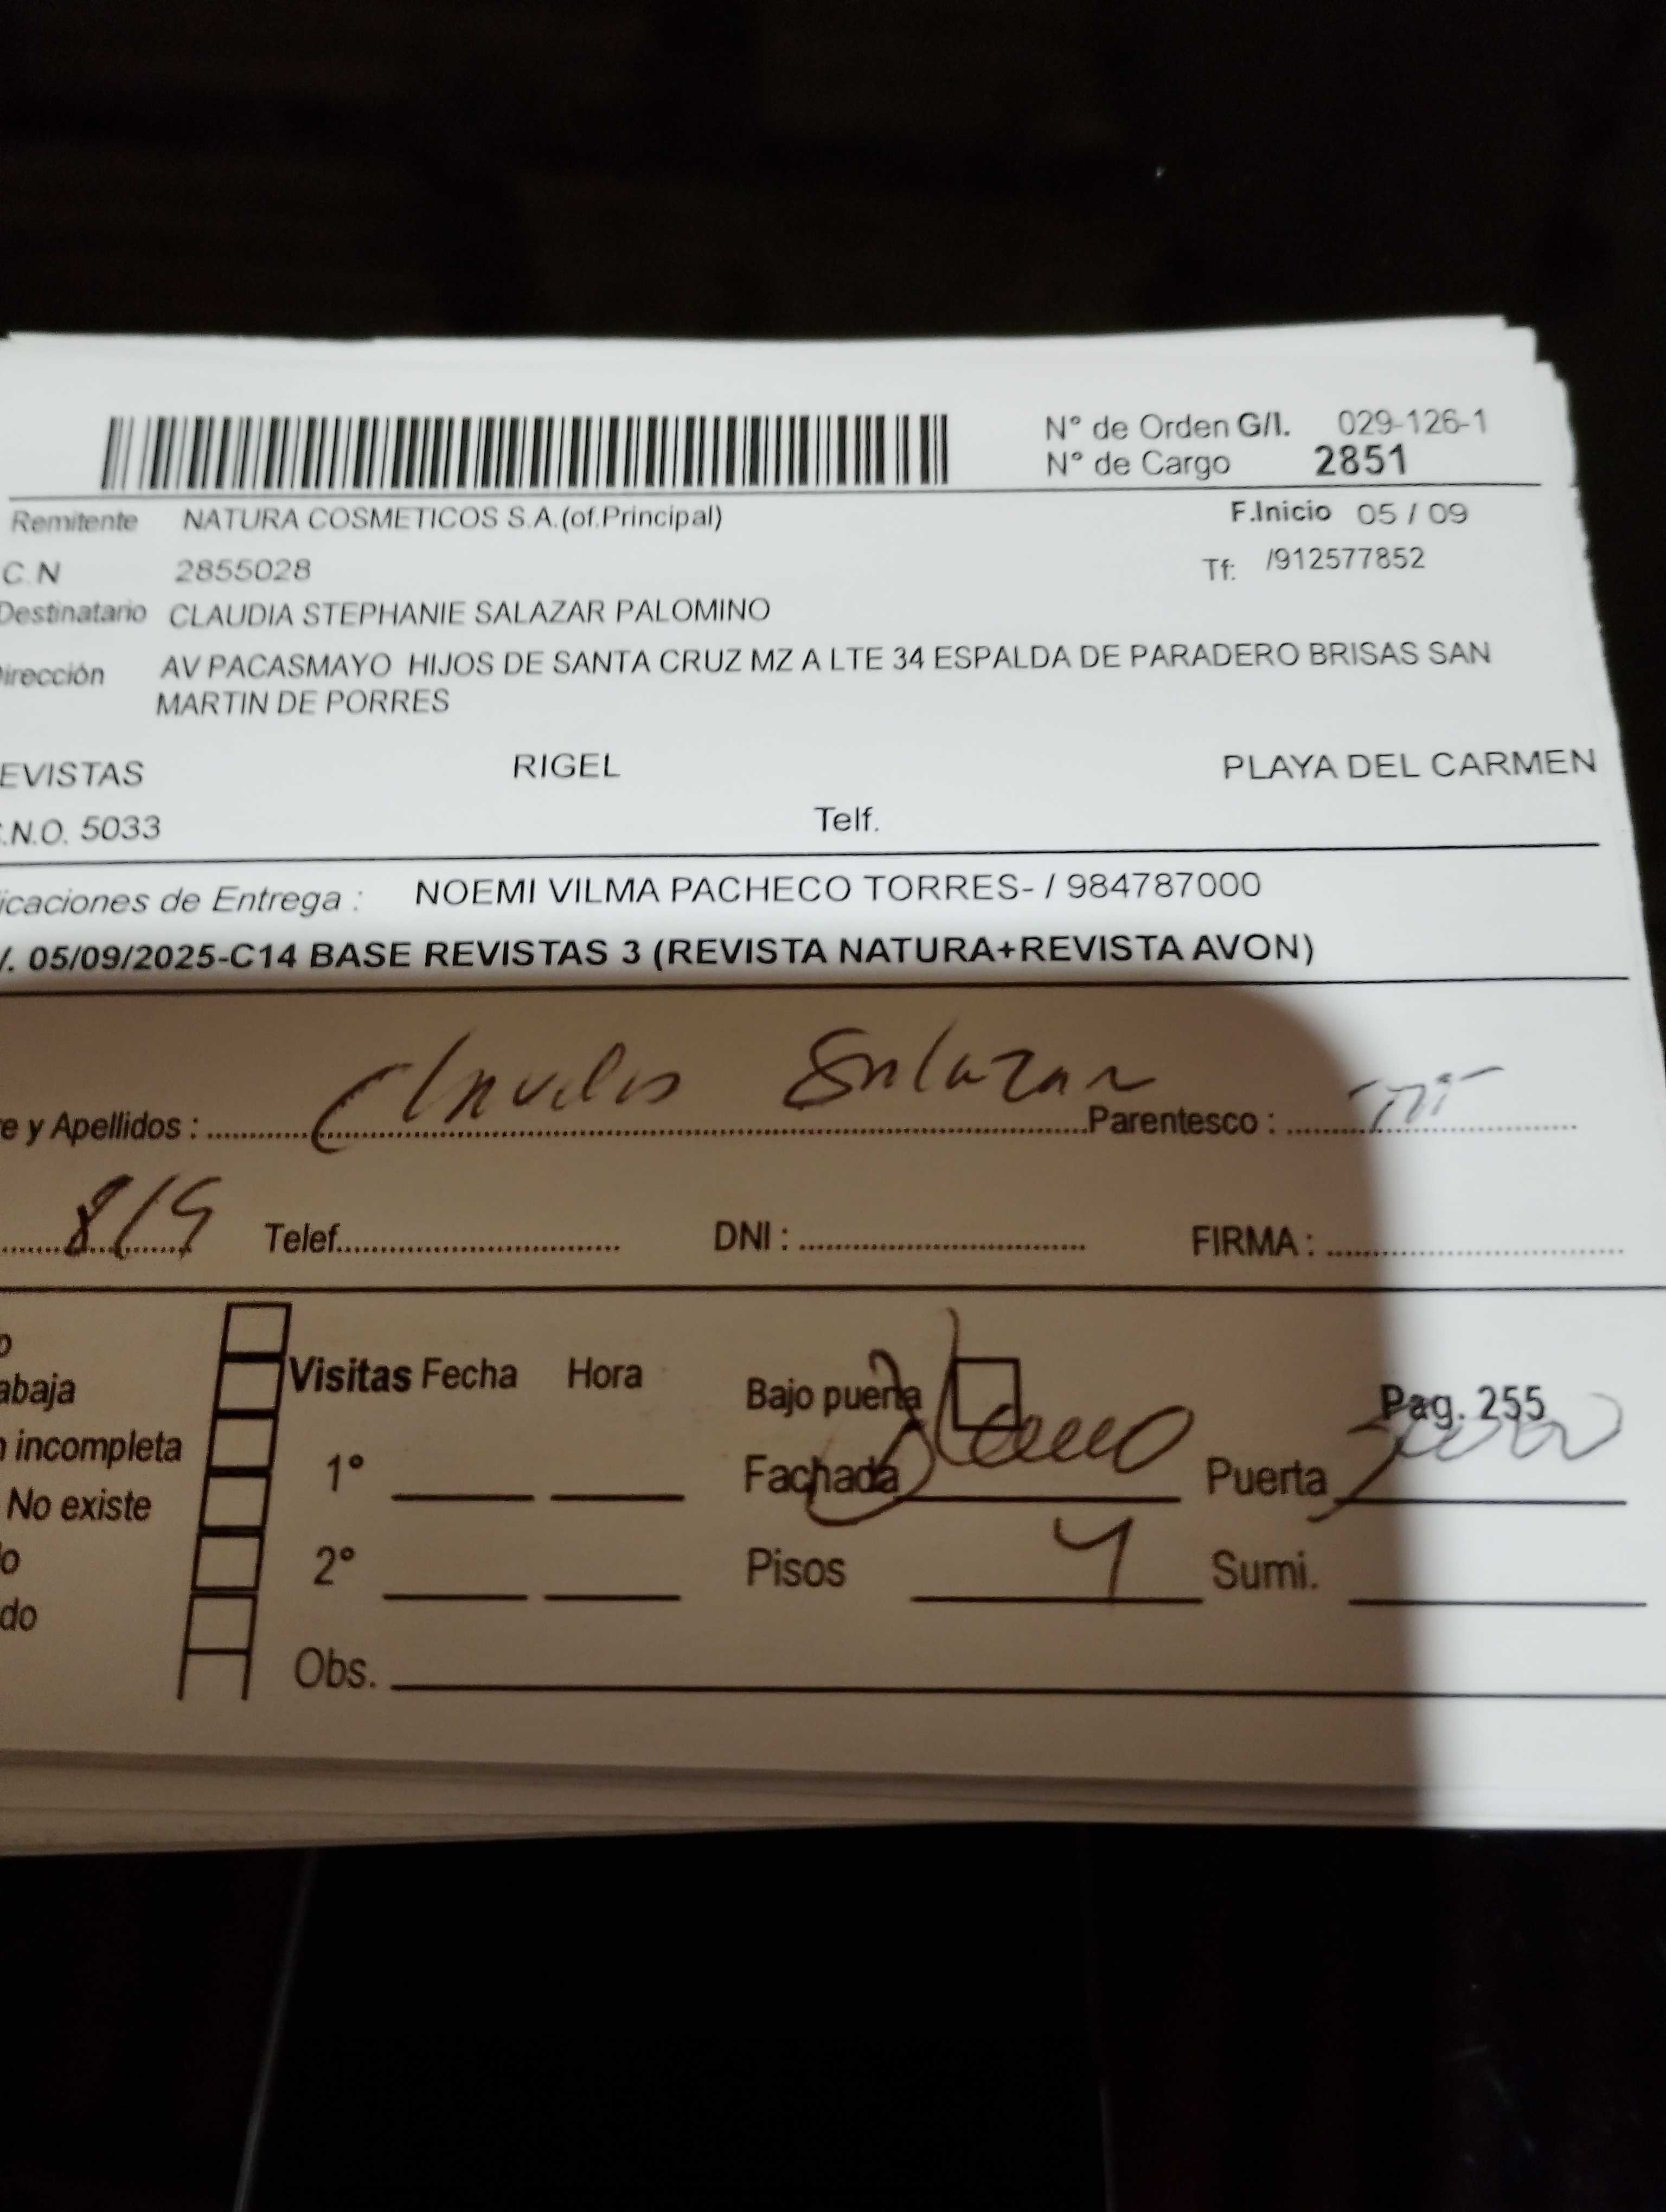 N° de Orden G/I. 029-126-1
N° de Cargo 2851
Remitente NATURA COSMETICOS S.A.(of.Principal) F.Inicio 05 / 09
C.N 2855028 Tf: /912577852
Destinatario CLAUDIA STEPHANIE SALAZAR PALOMINO
irección AV PACASMAYO HIJOS DE SANTA CRUZ MZ A LTE 34 ESPALDA DE PARADERO BRISAS SAN
MARTIN DE PORRES
EVISTAS RIGEL PLAYA DEL CARMEN
.N.O. 5033 Telf.
icaciones de Entrega : NOEMI VILMA PACHECO TORRES- / 984787000
/. 05/09/2025-C14 BASE REVISTAS 3 (REVISTA NATURA+REVISTA AVON)
e y Apellidos : Salazar Parentesco :
8/9 Telef. DNI : FIRMA :
o
abaja Visitas Fecha Hora Bajo puerta Pag. 255
n incompleta 1° Fachada Puerta
No existe
lo 2° Pisos 4 Sumi.
do
Obs.